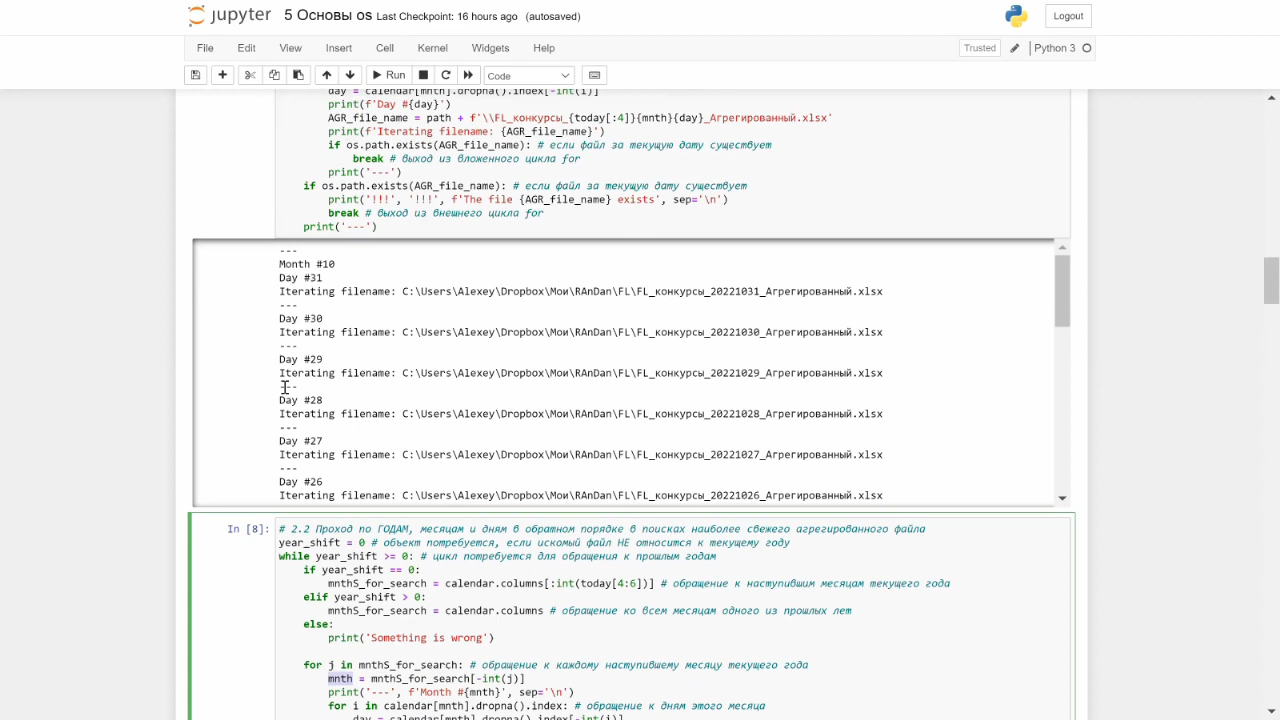 jupyter 5 Основы os Last Checkpoint: 16 hours ago (autosaved) Logout
File Edit View Insert Cell Kernel Widgets Help Trusted Python 3
Run Code
day = calendar[mnth].dropna().index[-int(i)]
print(f'Day #{day}')
AGR_file_name = path + f'\\FL_конкурсы_{today[:4]}{mnth}{day}_Агрегированный.xlsx'
print(f'Iterating filename: {AGR_file_name}')
if os.path.exists(AGR_file_name): # если файл за текущую дату существует
break # выход из вложенного цикла for
print('---')
if os.path.exists(AGR_file_name): # если файл за текущую дату существует
print('!!!', '!!!', f'The file {AGR_file_name} exists', sep='\n')
break # выход из внешнего цикла for
print('---')
---
Month #10
Day #31
Iterating filename: C:\Users\Alexey\Dropbox\Мои\RAnDan\FL\FL_конкурсы_20221031_Агрегированный.xlsx
---
Day #30
Iterating filename: C:\Users\Alexey\Dropbox\Мои\RAnDan\FL\FL_конкурсы_20221030_Агрегированный.xlsx
---
Day #29
Iterating filename: C:\Users\Alexey\Dropbox\Мои\RAnDan\FL\FL_конкурсы_20221029_Агрегированный.xlsx
---
Day #28
Iterating filename: C:\Users\Alexey\Dropbox\Мои\RAnDan\FL\FL_конкурсы_20221028_Агрегированный.xlsx
---
Day #27
Iterating filename: C:\Users\Alexey\Dropbox\Мои\RAnDan\FL\FL_конкурсы_20221027_Агрегированный.xlsx
---
Day #26
Iterating filename: C:\Users\Alexey\Dropbox\Мои\RAnDan\FL\FL_конкурсы_20221026_Агрегированный.xlsx
In [8]: # 2.2 Проход по ГОДАМ, месяцам и дням в обратном порядке в поисках наиболее свежего агрегированного файла
year_shift = 0 # объект потребуется, если искомый файл НЕ относится к текущему году
while year_shift >= 0: # цикл потребуется для обращения к прошлым годам
if year_shift == 0:
mnthS_for_search = calendar.columns[:int(today[4:6])] # обращение к наступившим месяцам текущего года
elif year_shift > 0:
mnthS_for_search = calendar.columns # обращение ко всем месяцам одного из прошлых лет
else:
print('Something is wrong')
for j in mnthS_for_search: # обращение к каждому наступившему месяцу текущего года
mnth = mnthS_for_search[-int(j)]
print('---', f'Month #{mnth}', sep='\n')
for i in calendar[mnth].dropna().index: # обращение к дням этого месяца
day = calendar[mnth].dropna().index[-int(i)]